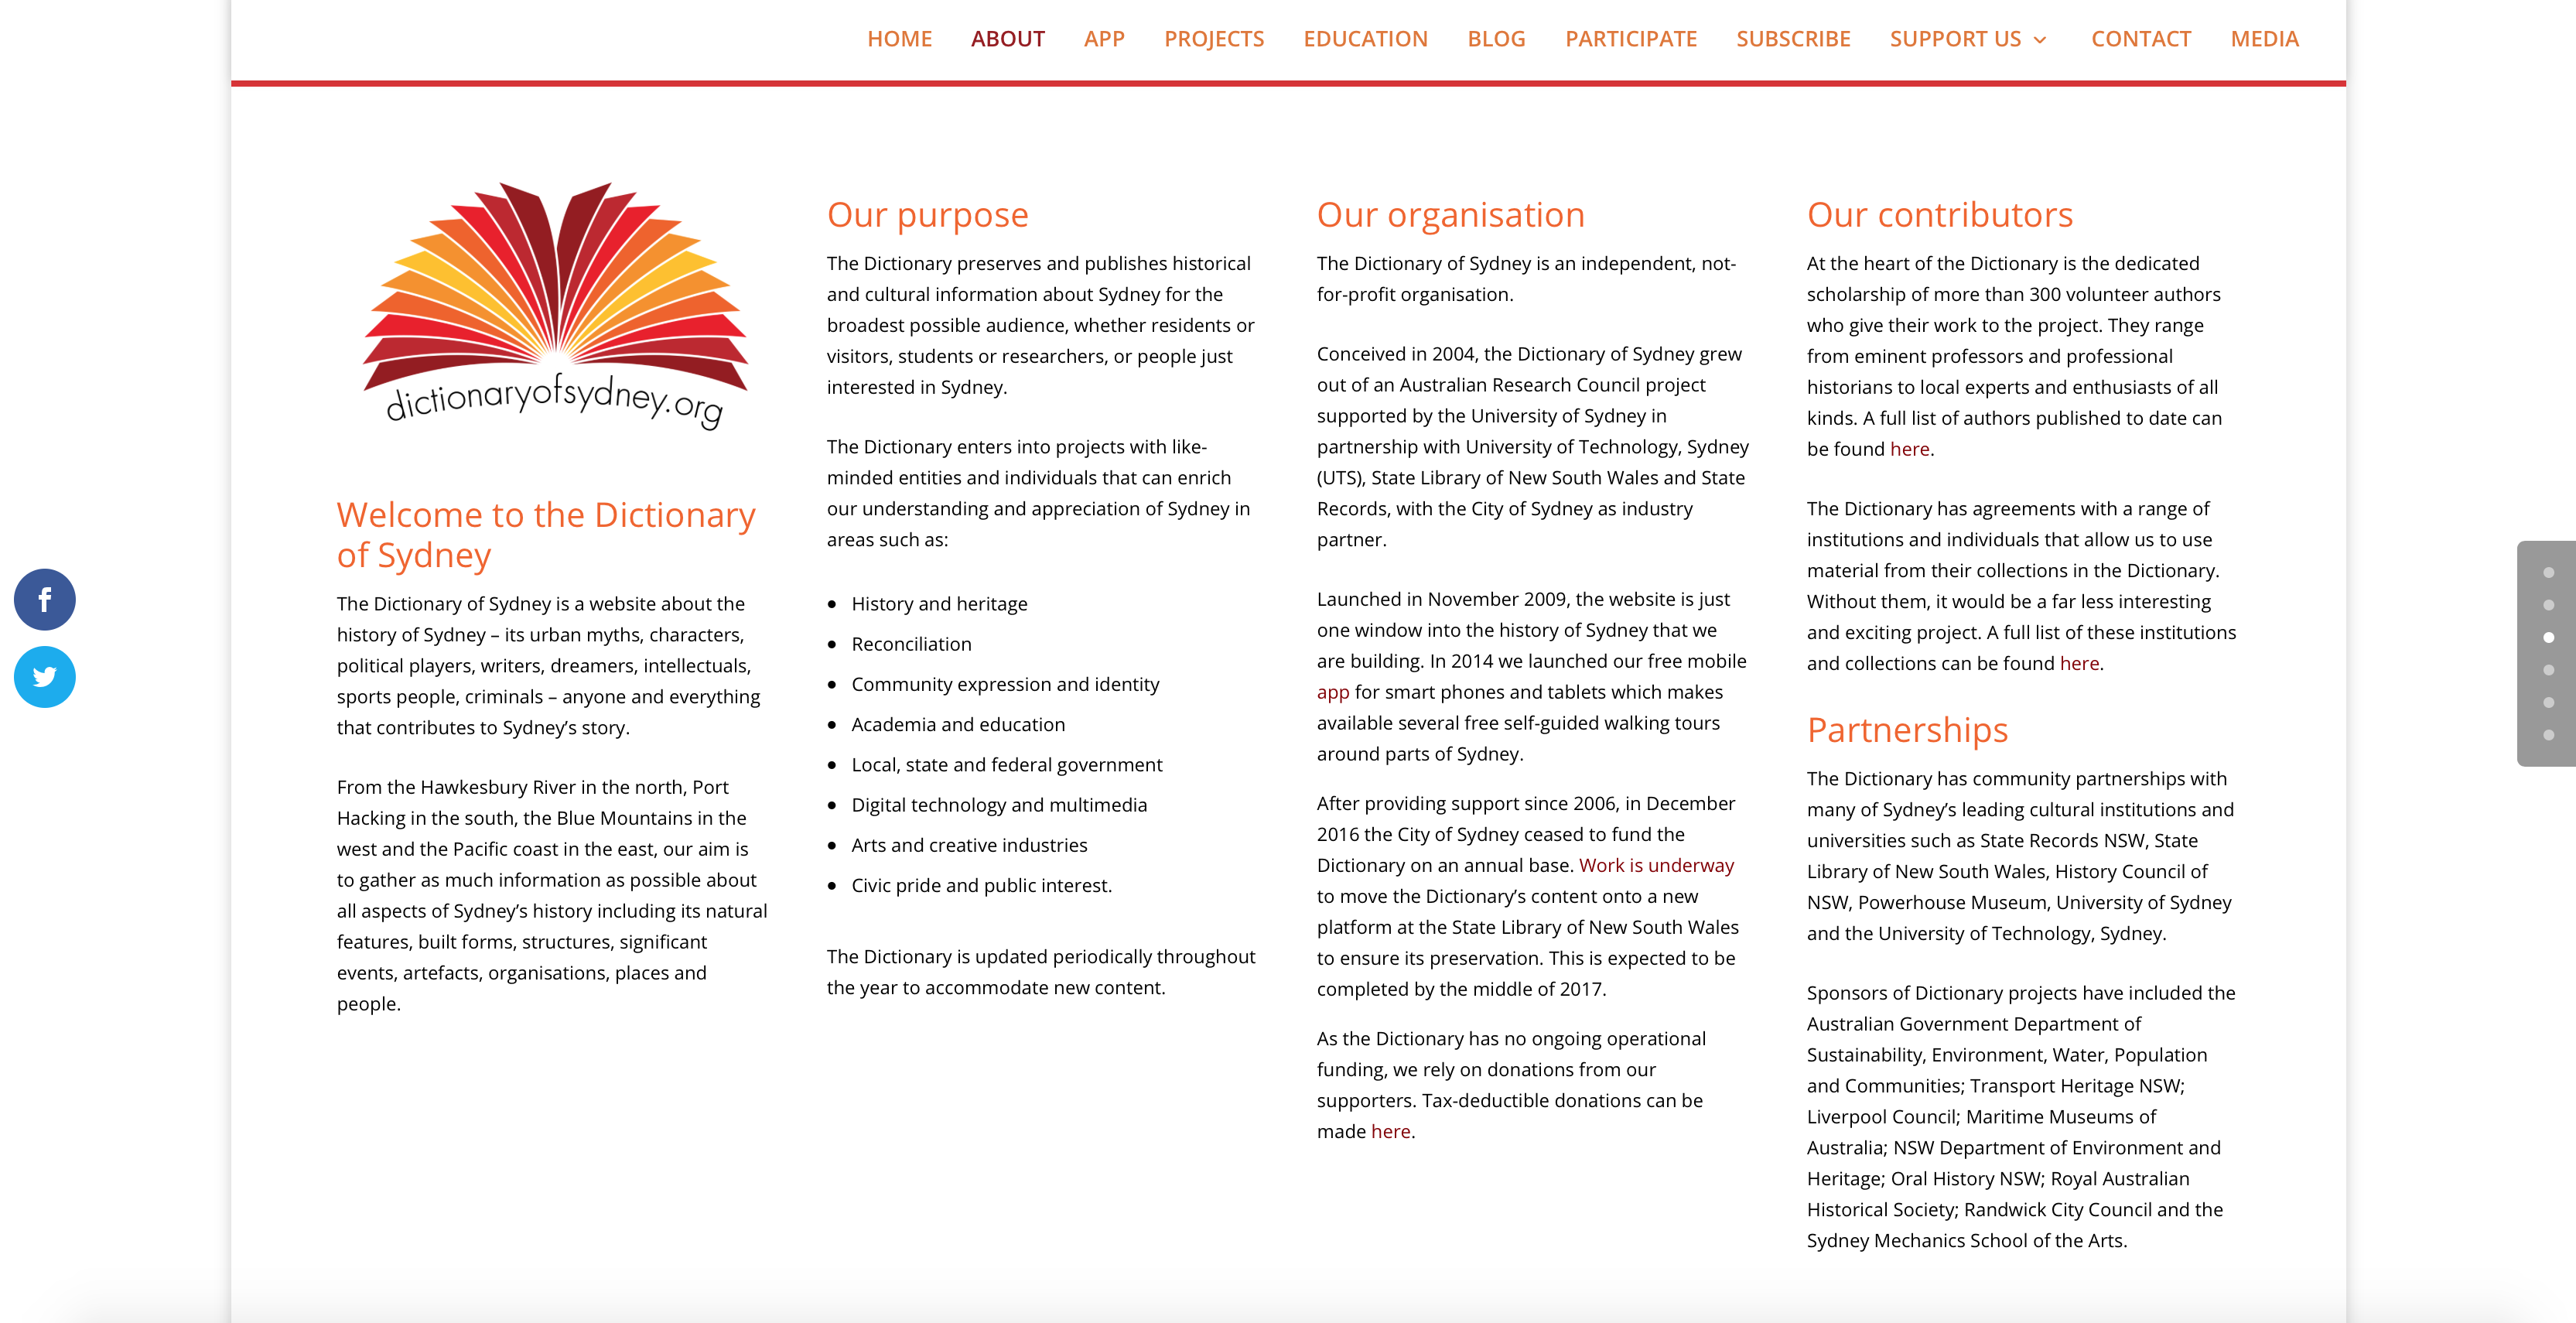 HOME ABOUT APP PROJECTS EDUCATION BLOG PARTICIPATE SUBSCRIBE SUPPORT US CONTACT MEDIA
dictionaryofsydney.org
Welcome to the Dictionary
of Sydney
The Dictionary of Sydney is a website about the
history of Sydney – its urban myths, characters,
political players, writers, dreamers, intellectuals,
sports people, criminals – anyone and everything
that contributes to Sydney’s story.
From the Hawkesbury River in the north, Port
Hacking in the south, the Blue Mountains in the
west and the Pacific coast in the east, our aim is
to gather as much information as possible about
all aspects of Sydney’s history including its natural
features, built forms, structures, significant
events, artefacts, organisations, places and
people.
Our purpose
The Dictionary preserves and publishes historical
and cultural information about Sydney for the
broadest possible audience, whether residents or
visitors, students or researchers, or people just
interested in Sydney.
The Dictionary enters into projects with like-
minded entities and individuals that can enrich
our understanding and appreciation of Sydney in
areas such as:
• History and heritage
• Reconciliation
• Community expression and identity
• Academia and education
• Local, state and federal government
• Digital technology and multimedia
• Arts and creative industries
• Civic pride and public interest.
The Dictionary is updated periodically throughout
the year to accommodate new content.
Our organisation
The Dictionary of Sydney is an independent, not-
for-profit organisation.
Conceived in 2004, the Dictionary of Sydney grew
out of an Australian Research Council project
supported by the University of Sydney in
partnership with University of Technology, Sydney
(UTS), State Library of New South Wales and State
Records, with the City of Sydney as industry
partner.
Launched in November 2009, the website is just
one window into the history of Sydney that we
are building. In 2014 we launched our free mobile
app for smart phones and tablets which makes
available several free self-guided walking tours
around parts of Sydney.
After providing support since 2006, in December
2016 the City of Sydney ceased to fund the
Dictionary on an annual base. Work is underway
to move the Dictionary’s content onto a new
platform at the State Library of New South Wales
to ensure its preservation. This is expected to be
completed by the middle of 2017.
As the Dictionary has no ongoing operational
funding, we rely on donations from our
supporters. Tax-deductible donations can be
made here.
Our contributors
At the heart of the Dictionary is the dedicated
scholarship of more than 300 volunteer authors
who give their work to the project. They range
from eminent professors and professional
historians to local experts and enthusiasts of all
kinds. A full list of authors published to date can
be found here.
The Dictionary has agreements with a range of
institutions and individuals that allow us to use
material from their collections in the Dictionary.
Without them, it would be a far less interesting
and exciting project. A full list of these institutions
and collections can be found here.
Partnerships
The Dictionary has community partnerships with
many of Sydney’s leading cultural institutions and
universities such as State Records NSW, State
Library of New South Wales, History Council of
NSW, Powerhouse Museum, University of Sydney
and the University of Technology, Sydney.
Sponsors of Dictionary projects have included the
Australian Government Department of
Sustainability, Environment, Water, Population
and Communities; Transport Heritage NSW;
Liverpool Council; Maritime Museums of
Australia; NSW Department of Environment and
Heritage; Oral History NSW; Royal Australian
Historical Society; Randwick City Council and the
Sydney Mechanics School of the Arts.